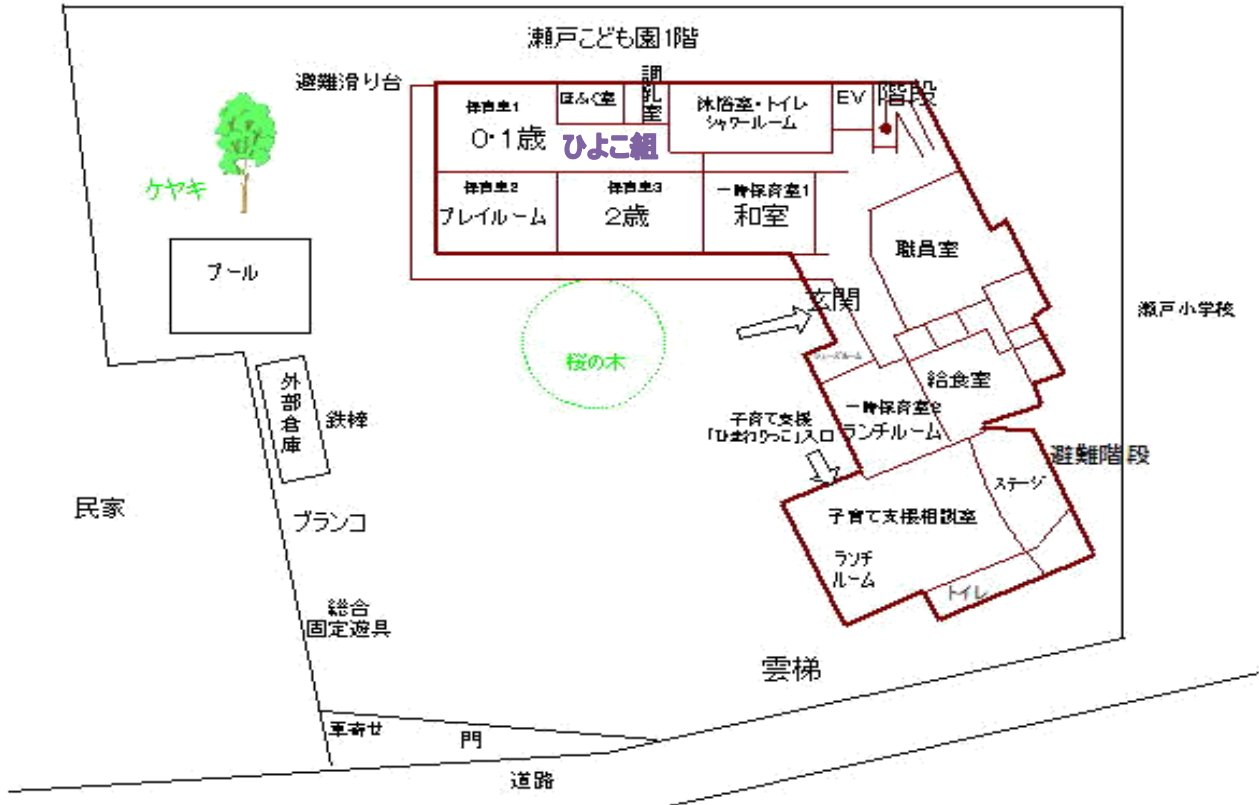 瀬戸こども園1階
避難滑り台
保育室1
0・1歳
ほふく室
調乳室
ひよこ組
沐浴室・トイレ
シャワールーム
EV
階段
ケヤキ
保育室2
プレイルーム
保育室3
2歳
一時保育室1
和室
職員室
プール
玄関
瀬戸小学校
桜の木
給食室
外部倉庫
鉄棒
一時保育室2
ランチルーム
子育て支援
「ひまわりっこ」入口
避難階段
ステージ
民家
ブランコ
子育て支援相談室
ランチ
ルーム
トイレ
総合
固定遊具
雲梯
車寄せ
門
道路